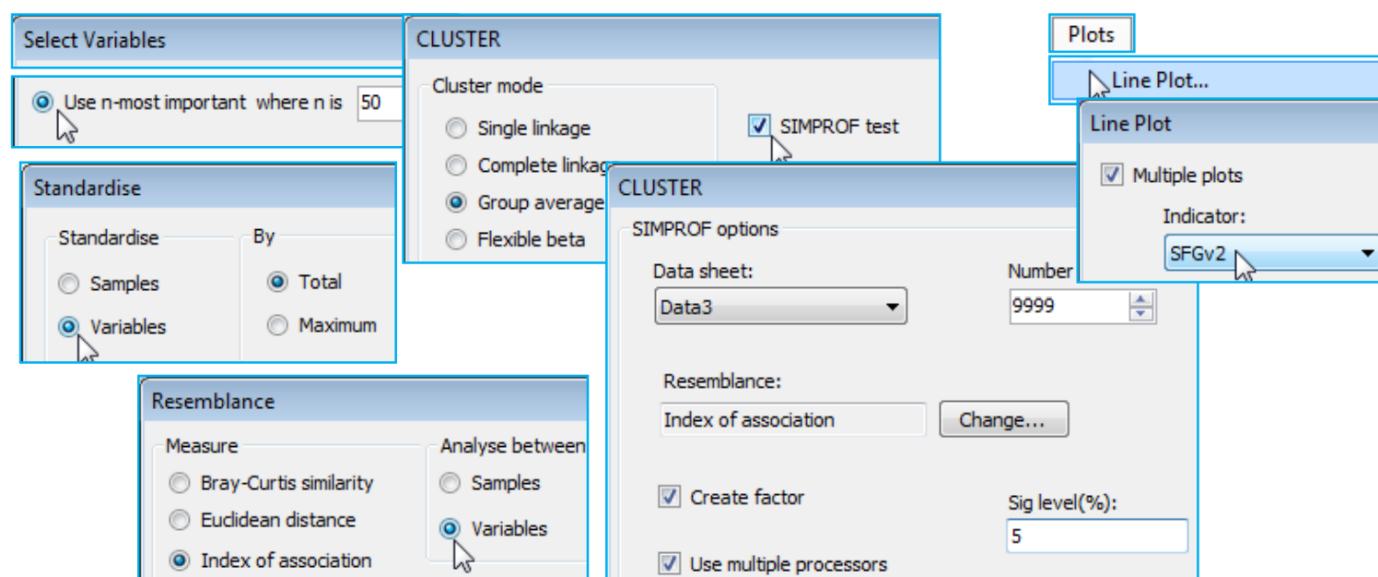 Select Variables
Use n-most important where n is 50
Standardise
Standardise
By
Samples
Total
Variables
Maximum
CLUSTER
Cluster mode
Single linkage
SIMPROF test
Complete linkag
Group average
Flexible beta
Resemblance
Measure
Analyse between
Bray-Curtis similarity
Samples
Euclidean distance
Variables
Index of association
CLUSTER
SIMPROF options
Data sheet:
Number
Data3
9999
Resemblance:
Index of association
Change...
Create factor
Sig level(%):
5
Use multiple processors
Plots
Line Plot...
Line Plot
Multiple plots
Indicator:
SFGv2